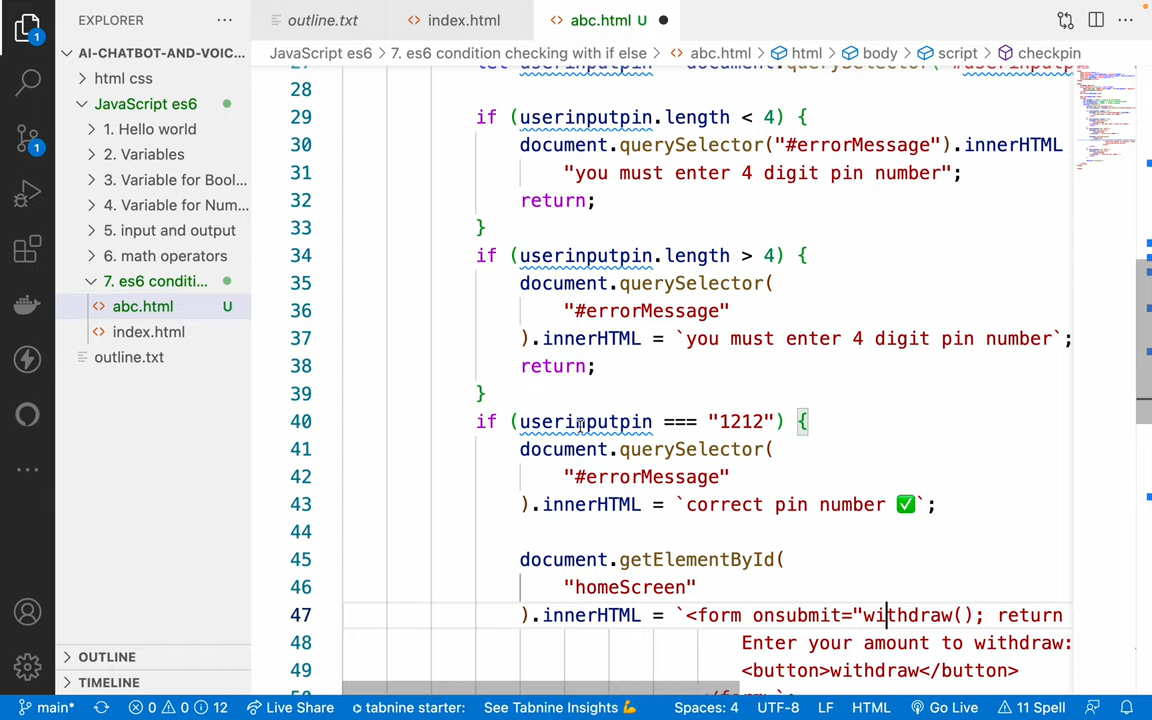 EXPLORER
outline.txt
index.html
abc.html U
AI-CHATBOT-AND-VOIC...
html css
JavaScript es6
1. Hello world
2. Variables
3. Variable for Bool...
4. Variable for Num...
5. input and output
6. math operators
7. es6 conditi...
abc.html U
index.html
outline.txt
OUTLINE
TIMELINE
1
1
JavaScript es6 > 7. es6 condition checking with if else > abc.html > html > body > script > checkpin
27 let userinputpin = document.querySelector("#userinputp
28
29 if (userinputpin.length < 4) {
30 document.querySelector("#errorMessage").innerHTML
31 "you must enter 4 digit pin number";
32 return;
33 }
34 if (userinputpin.length > 4) {
35 document.querySelector(
36 "#errorMessage"
37 ).innerHTML = `you must enter 4 digit pin number`;
38 return;
39 }
40 if (userinputpin === "1212") {
41 document.querySelector(
42 "#errorMessage"
43 ).innerHTML = `correct pin number ✅`;
44
45 document.getElementById(
46 "homeScreen"
47 ).innerHTML = `<form onsubmit="withdraw(); return
48 Enter your amount to withdraw:
49 <button>withdraw</button>
main* 0 0 12 Live Share tabnine starter: See Tabnine Insights 💪 Spaces: 4 UTF-8 LF HTML Go Live 11 Spell